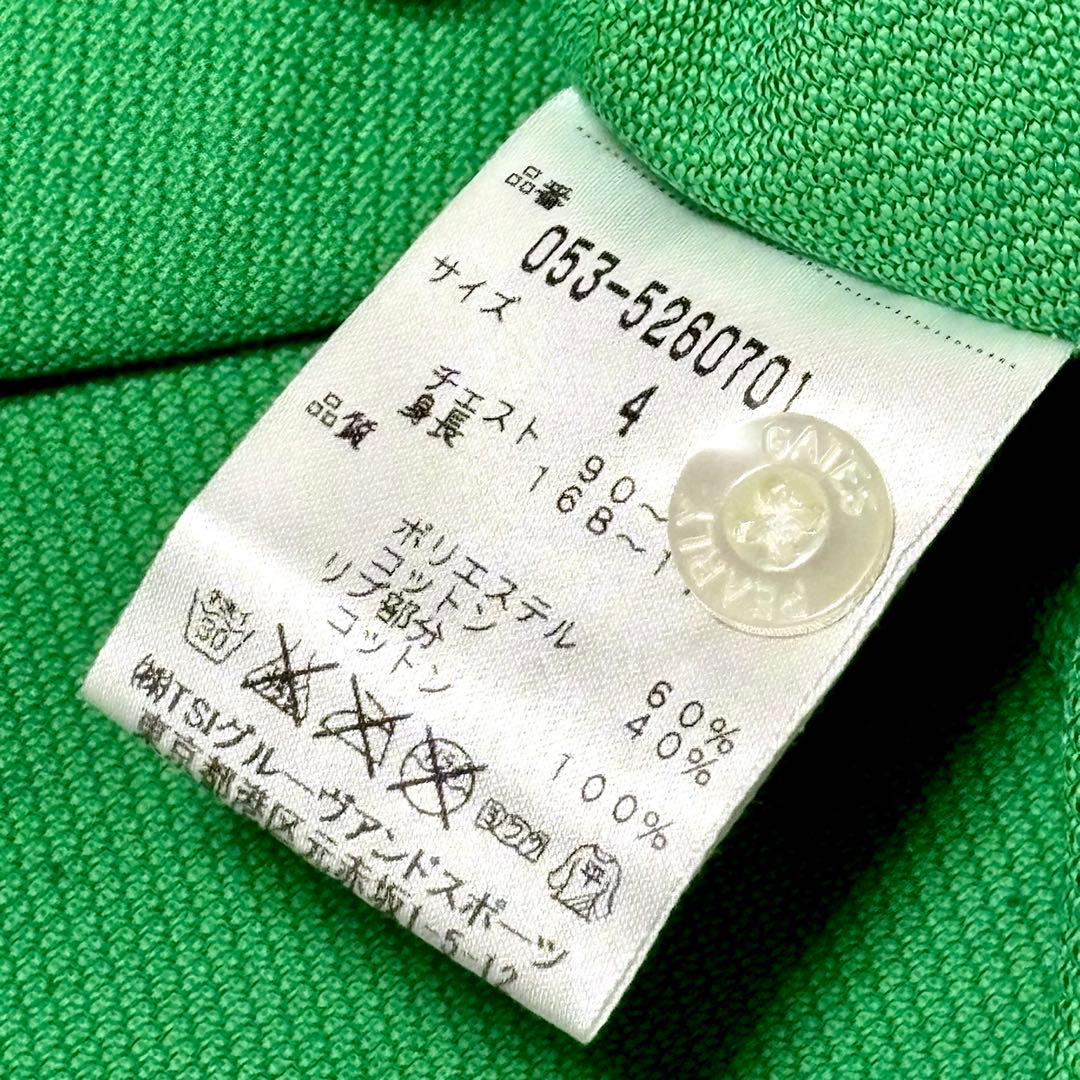 品番
053-5260701
サイズ
4
チェスト 90~
身長 168~1
品質
ポリエステル 60%
コットン 40%
リブ部分
コットン 100%
30
平
㈱TSIグルーヴアンドスポーツ
東京都港区元赤坂1-5-12
PEARLY GATES